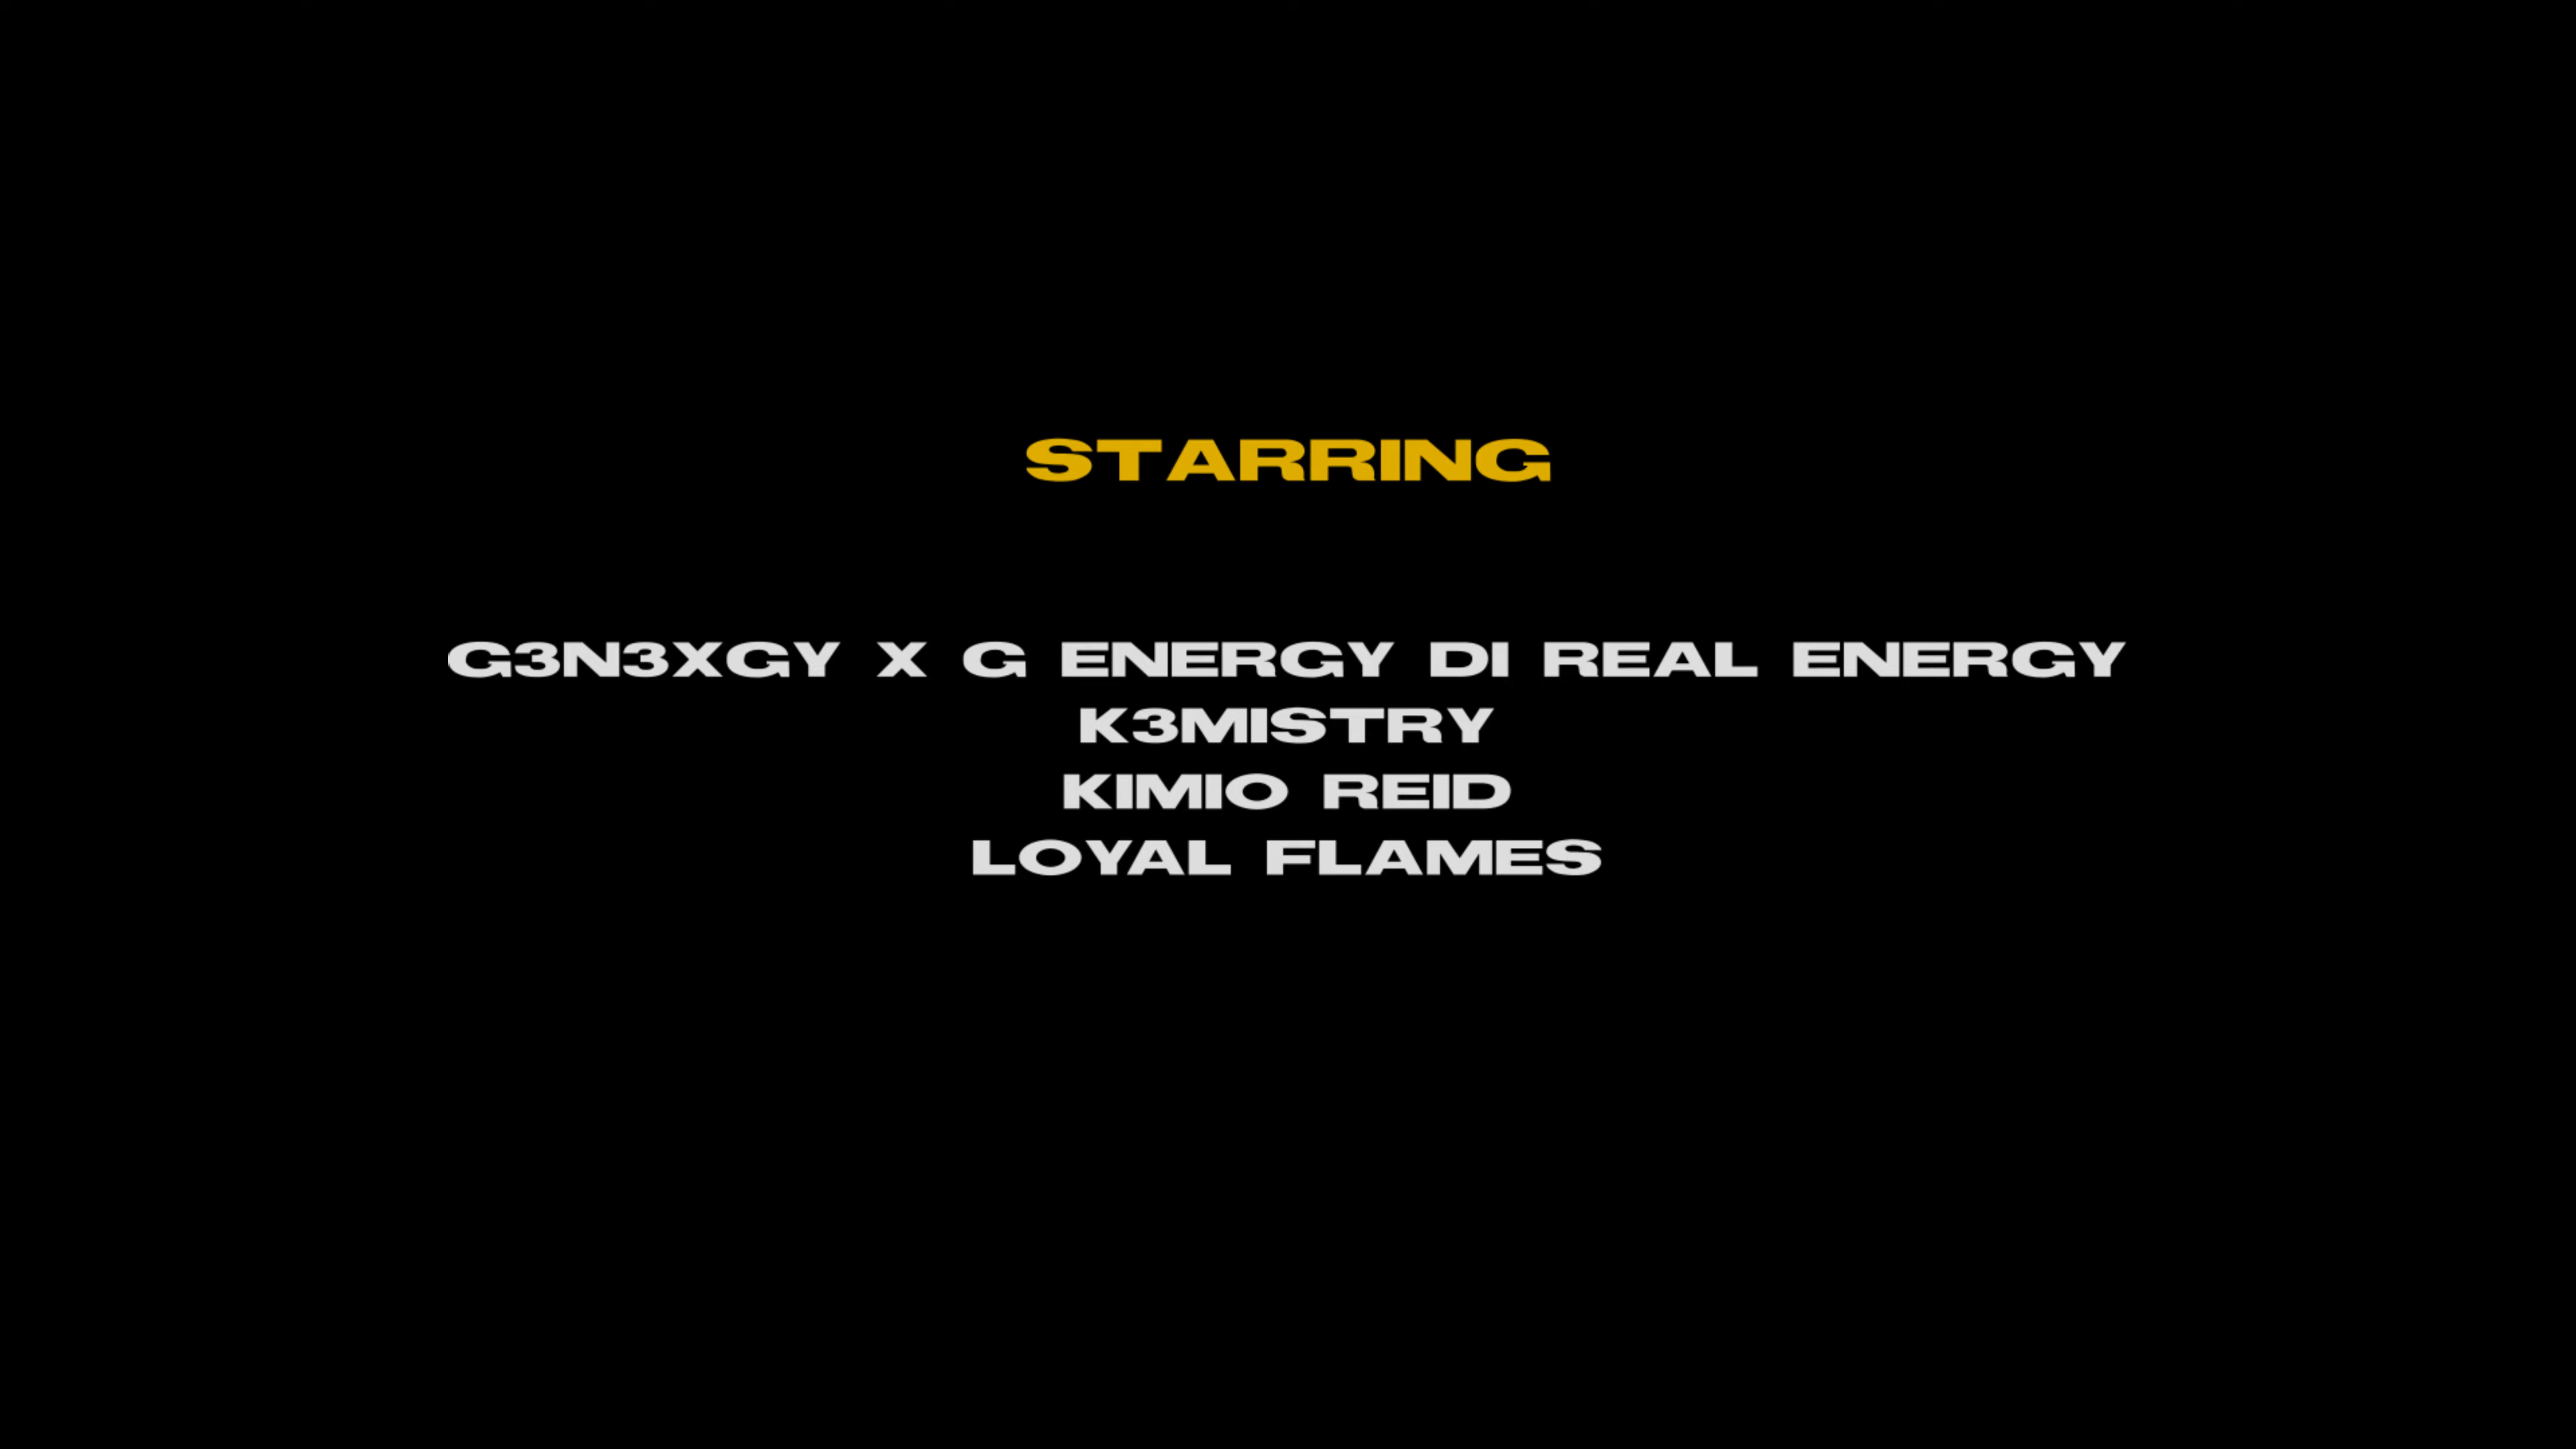 STARRING
G3N3XGY X G ENERGY DI REAL ENERGY
K3MISTRY
KIMIO REID
LOYAL FLAMES